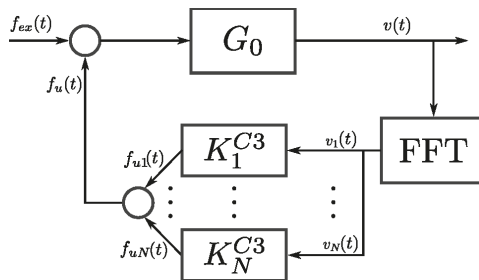 f_{ex}(t)
G_0
v(t)
f_u(t)
FFT
f_{u1}(t)
K_1^{C3}
v_1(t)
f_{uN}(t)
K_N^{C3}
v_N(t)